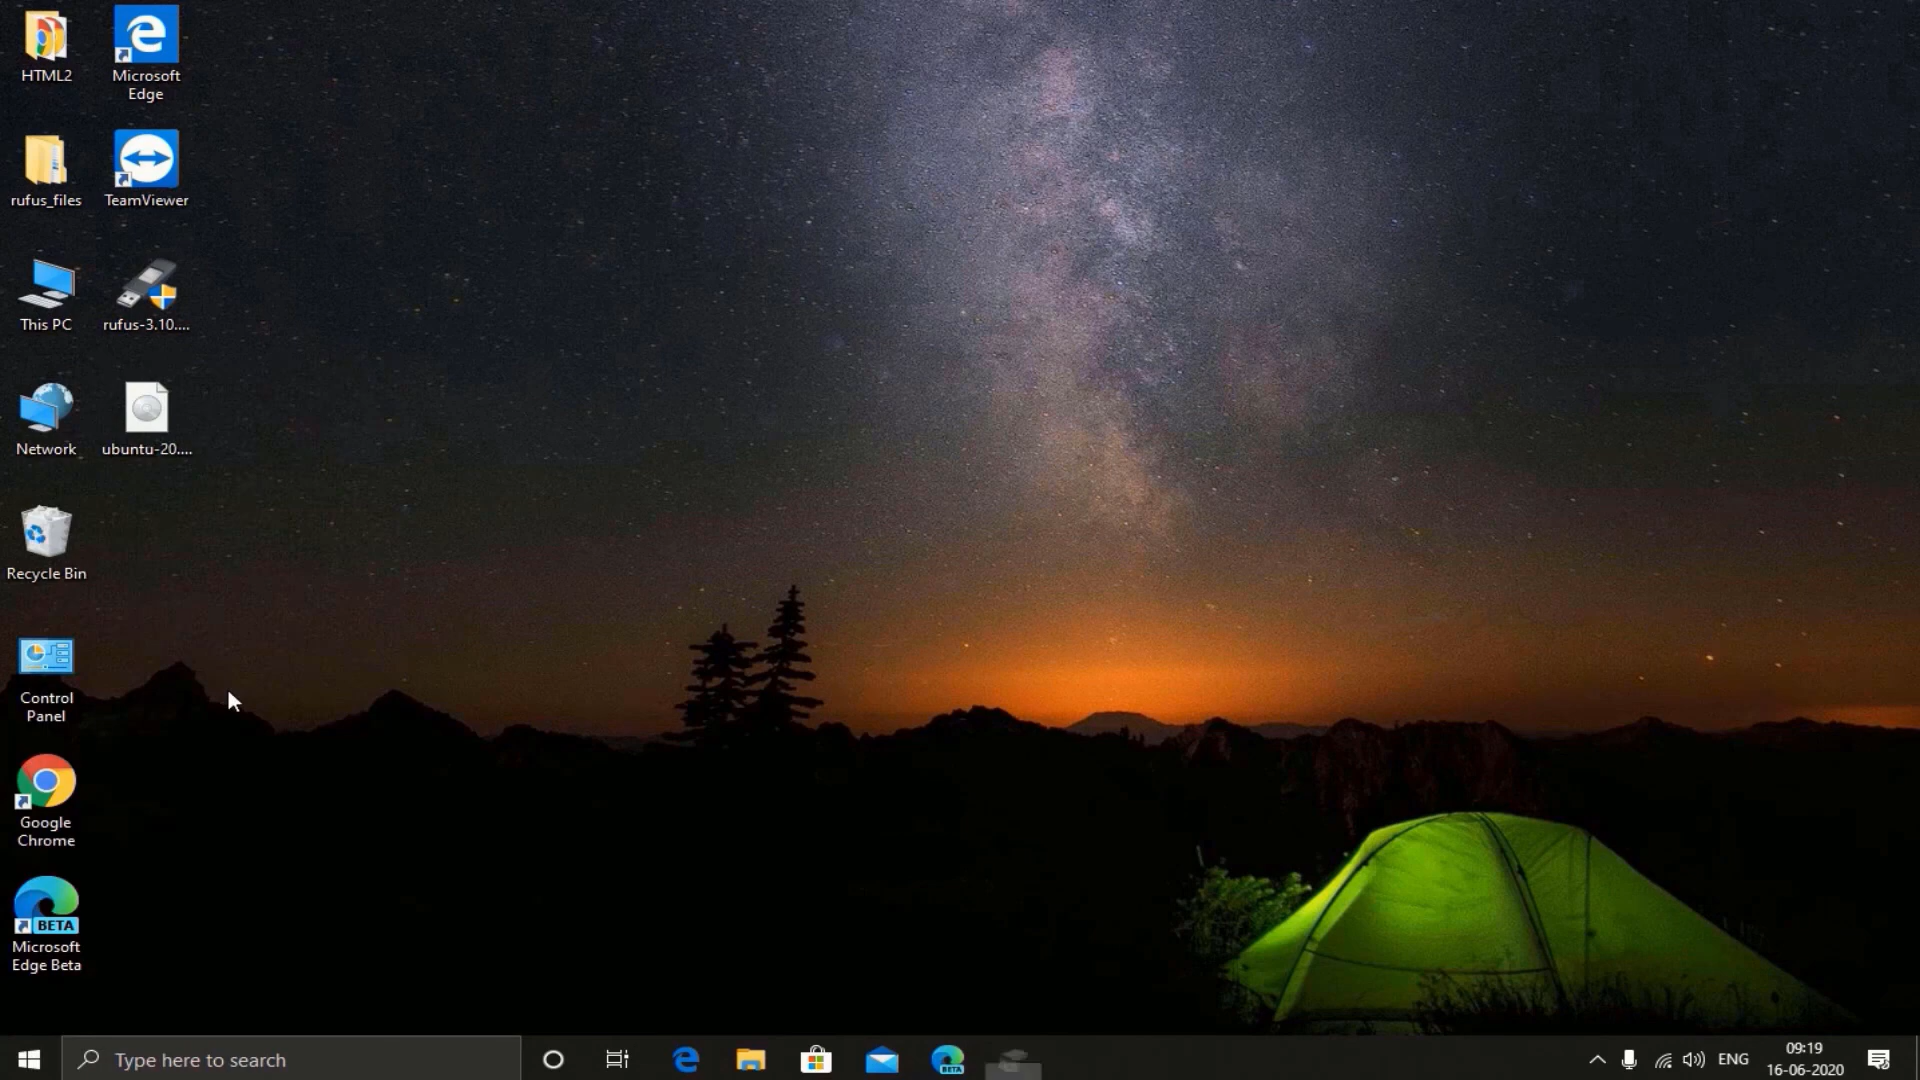 HTML2
Microsoft
Edge
rufus_files
TeamViewer
This PC
rufus-3.10....
Network
ubuntu-20....
Recycle Bin
Control
Panel
Google
Chrome
BETA
Microsoft
Edge Beta
Type here to search
BETA
ENG
09:19
16-06-2020